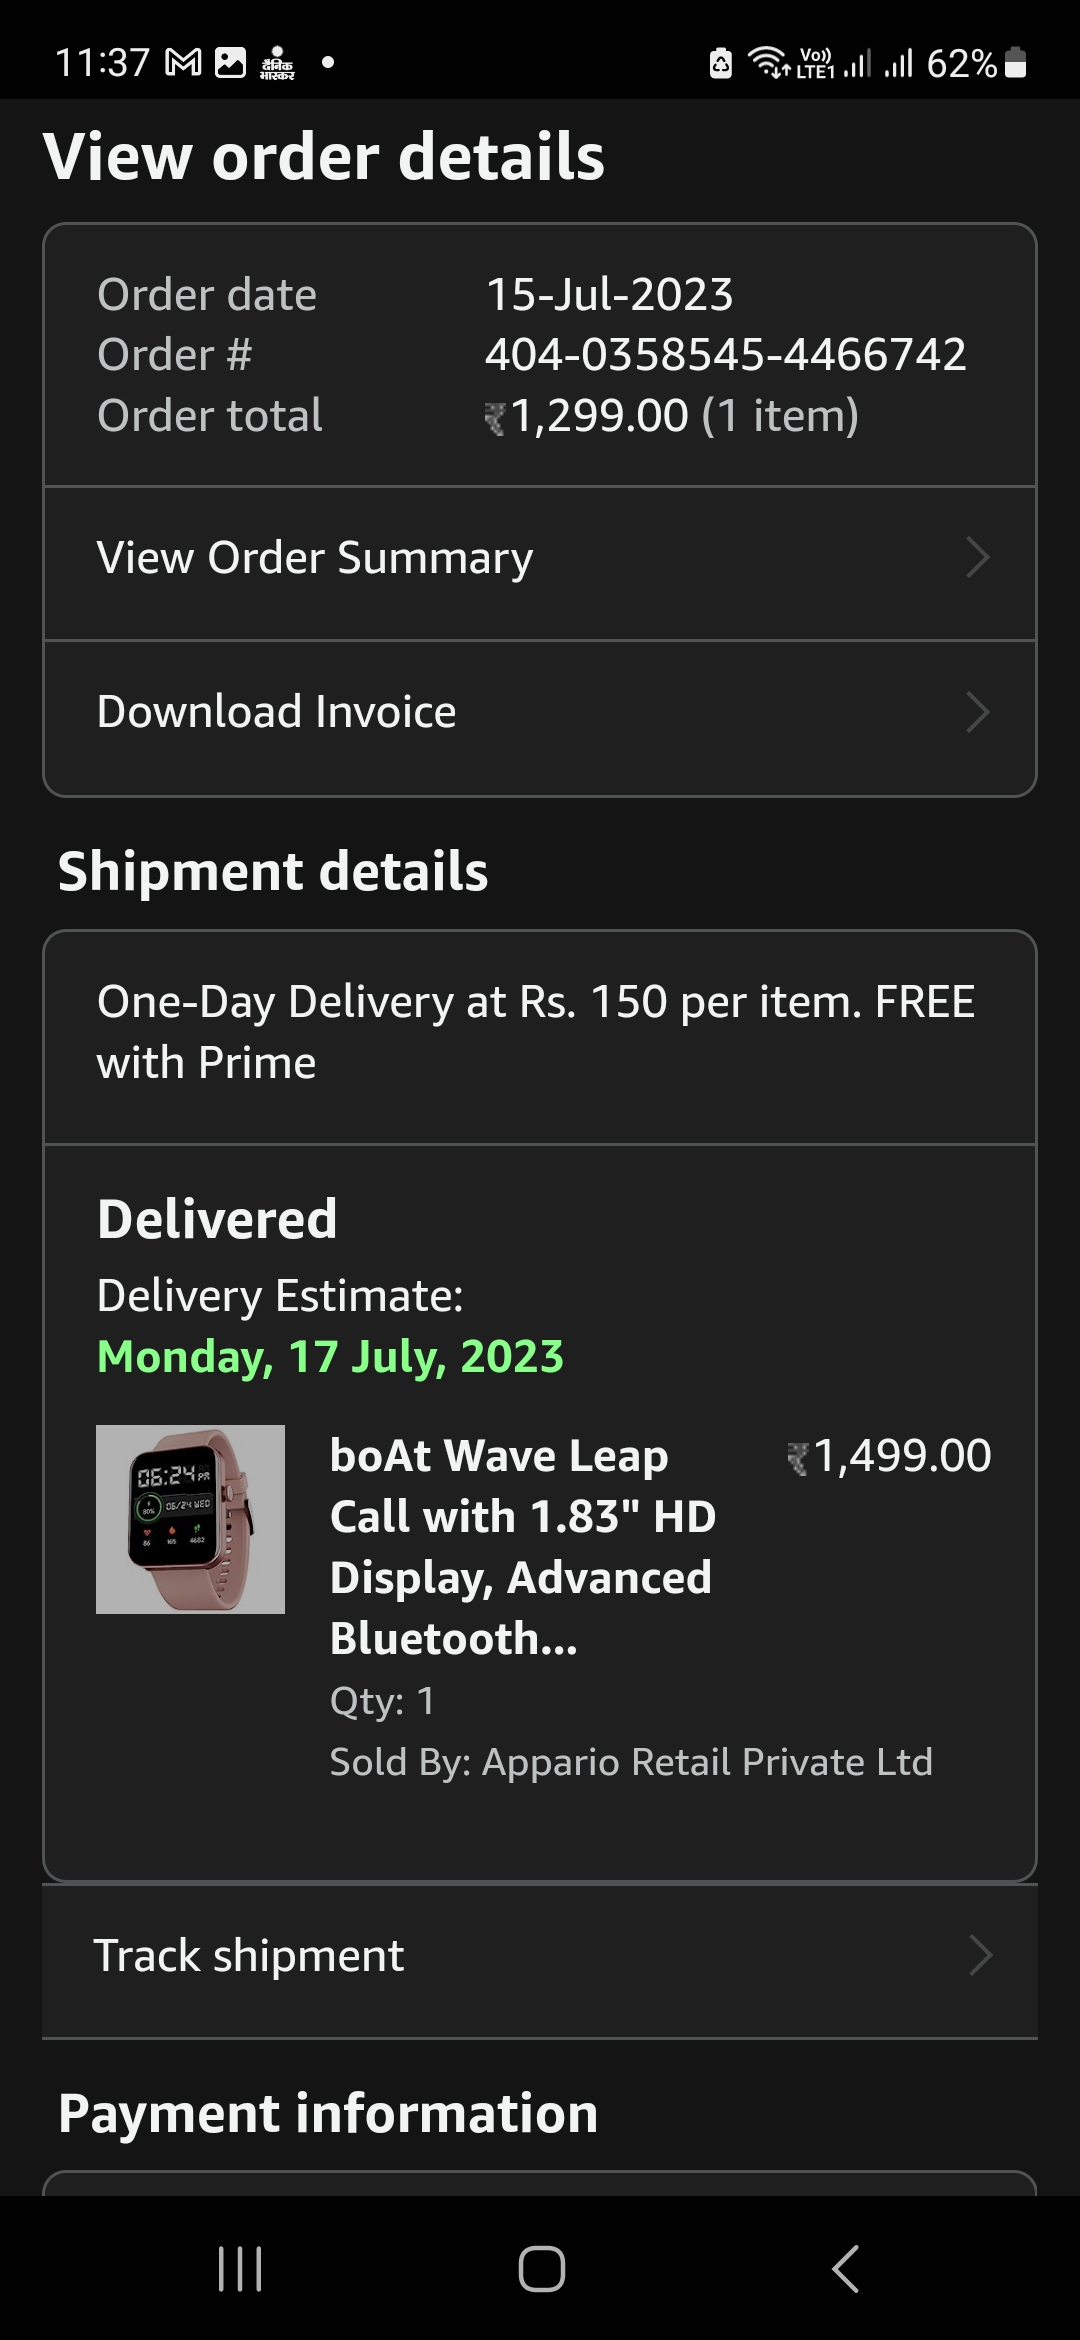 11:37 दैनिक भास्कर Vo)) LTE1 62%
View order details
Order date 15-Jul-2023
Order # 404-0358545-4466742
Order total ₹1,299.00 (1 item)
View Order Summary
Download Invoice
Shipment details
One-Day Delivery at Rs. 150 per item. FREE
with Prime
Delivered
Delivery Estimate:
Monday, 17 July, 2023
06:24 PM
80% 06/24 WED
boAt Wave Leap ₹1,499.00
Call with 1.83" HD
Display, Advanced
Bluetooth...
Qty: 1
Sold By: Appario Retail Private Ltd
Track shipment
Payment information